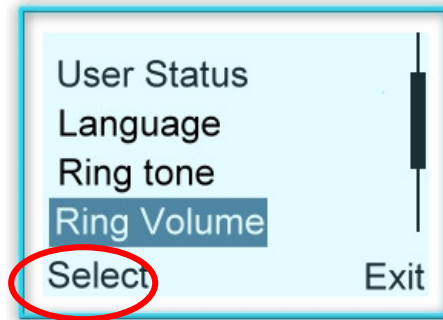 User Status
Language
Ring tone
Ring Volume
Select Exit